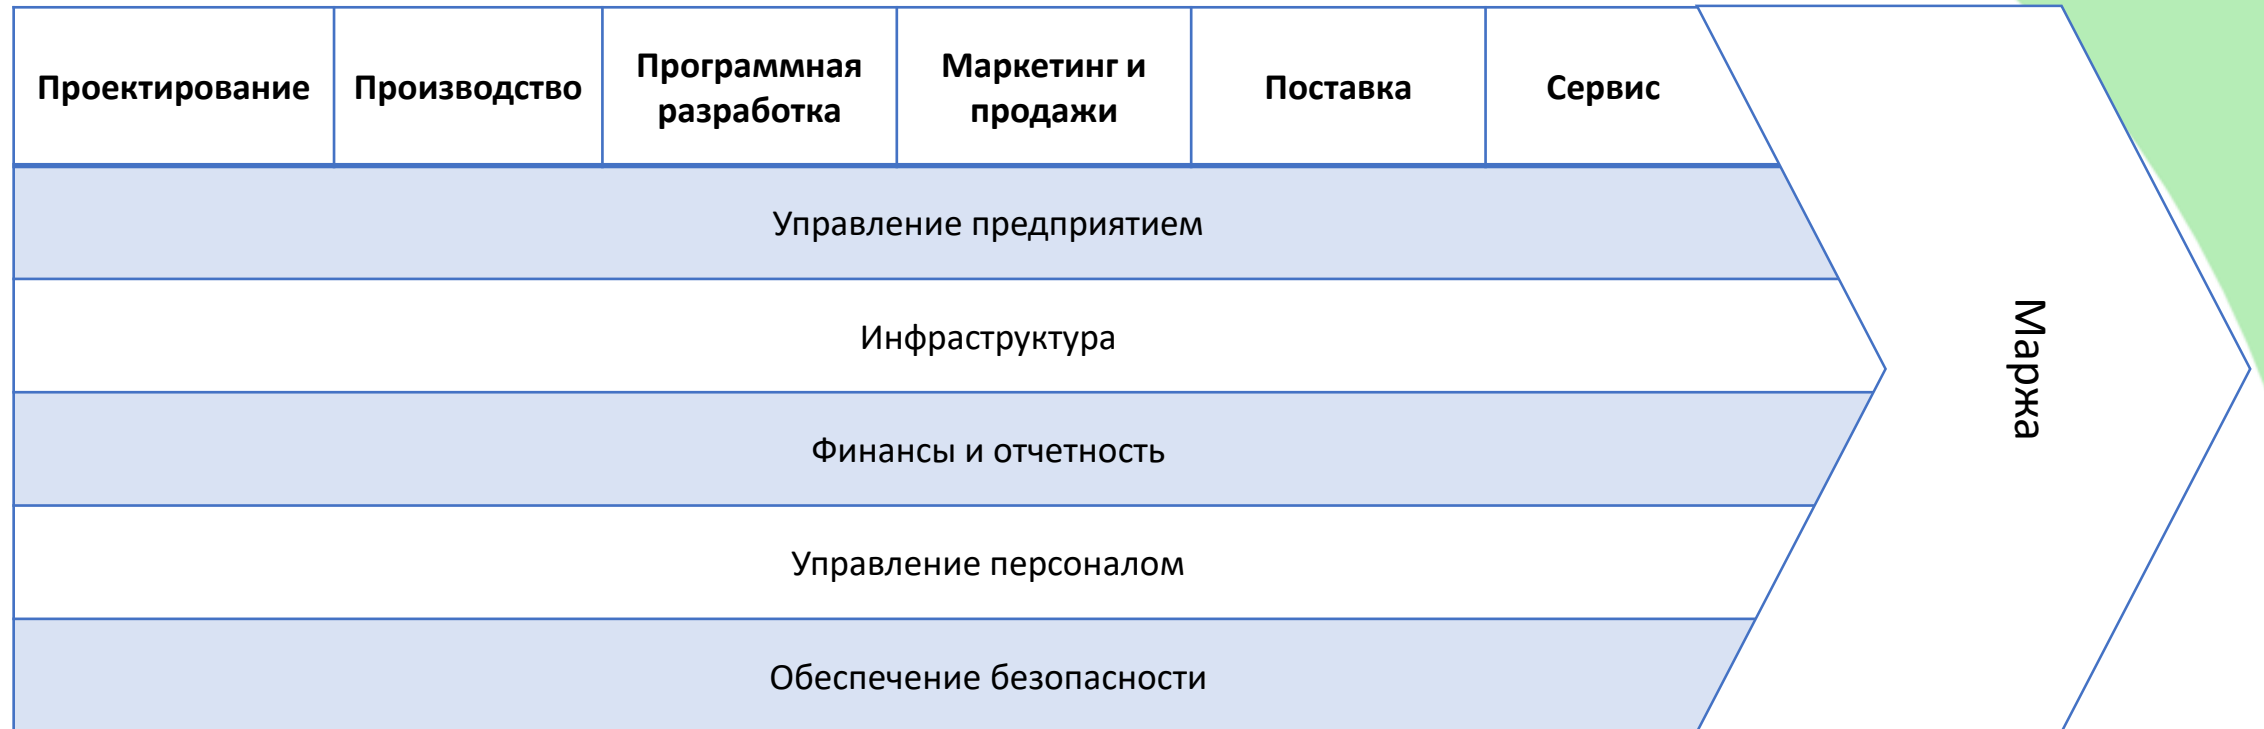 Проектирование
Производство
Программная
разработка
Маркетинг и
продажи
Поставка
Сервис
Управление предприятием
Инфраструктура
Финансы и отчетность
Управление персоналом
Обеспечение безопасности
Маржа